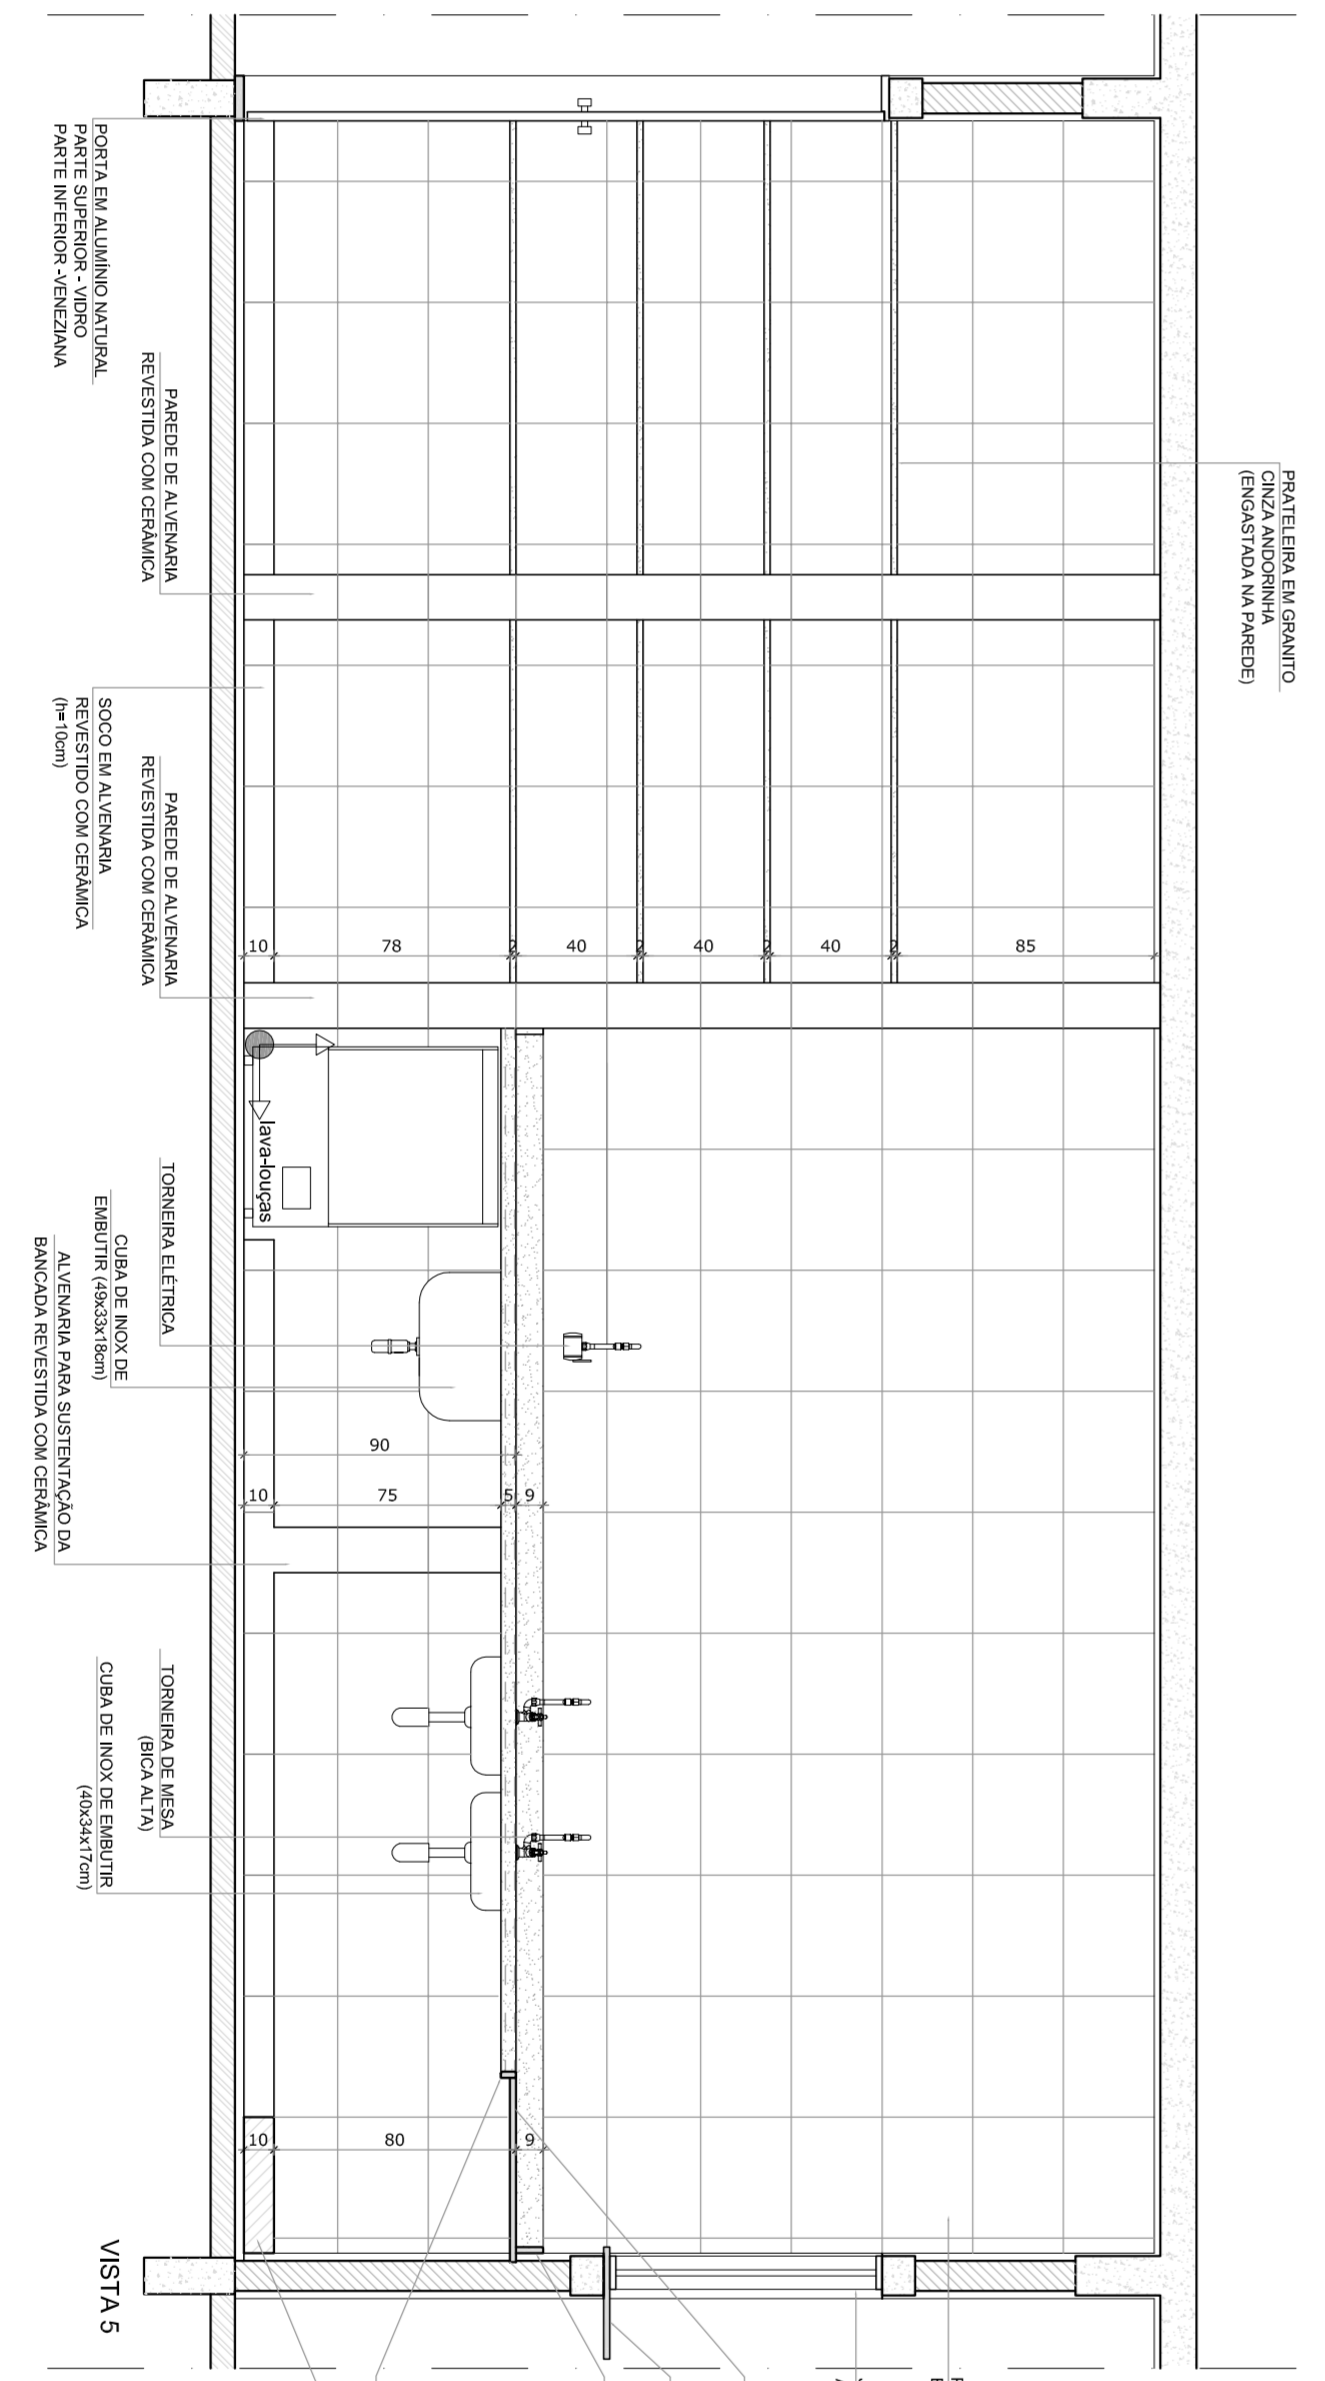 PRATELEIRA EM GRANITO
CINZA ANDORINHA
(ENGASTADA NA PAREDE)
10
78
2
40
2
40
2
40
2
85
lava-louças
90
10
75
5
9
10
80
9
PORTA EM ALUMÍNIO NATURAL
PARTE SUPERIOR - VIDRO
PARTE INFERIOR -VENEZIANA
PAREDE DE ALVENARIA
REVESTIDA COM CERÂMICA
SOCO EM ALVENARIA
REVESTIDO COM CERÂMICA
(h=10cm)
PAREDE DE ALVENARIA
REVESTIDA COM CERÂMICA
TORNEIRA ELÉTRICA
CUBA DE INOX DE
EMBUTIR (49x33x18cm)
ALVENARIA PARA SUSTENTAÇÃO DA
BANCADA REVESTIDA COM CERÂMICA
TORNEIRA DE MESA
(BICA ALTA)
CUBA DE INOX DE EMBUTIR
(40x34x17cm)
VISTA 5